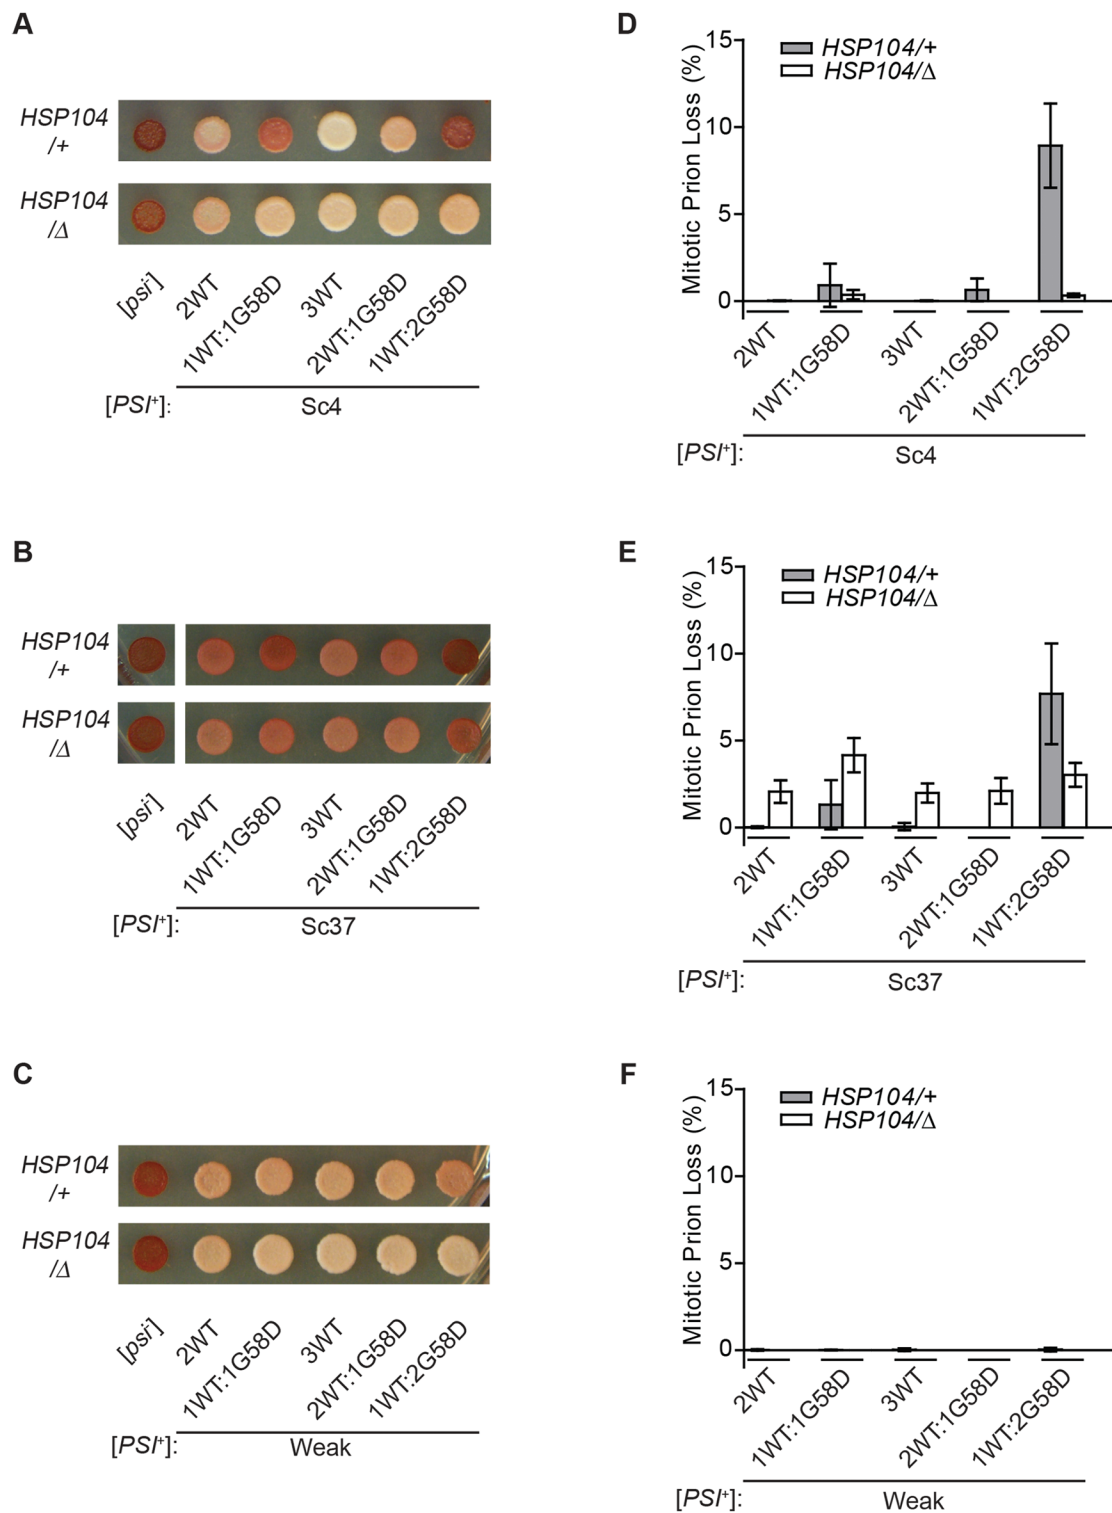 A
HSP104
/+
HSP104
/Δ
[psi-]
2WT
1WT:1G58D
3WT
2WT:1G58D
1WT:2G58D
[PSI+]:
Sc4
D
Mitotic Prion Loss (%)
15
10
5
0
HSP104/+
HSP104/Δ
2WT
1WT:1G58D
3WT
2WT:1G58D
1WT:2G58D
[PSI+]:
Sc4
B
HSP104
/+
HSP104
/Δ
[psi-]
2WT
1WT:1G58D
3WT
2WT:1G58D
1WT:2G58D
[PSI+]:
Sc37
E
Mitotic Prion Loss (%)
15
10
5
0
HSP104/+
HSP104/Δ
2WT
1WT:1G58D
3WT
2WT:1G58D
1WT:2G58D
[PSI+]:
Sc37
C
HSP104
/+
HSP104
/Δ
[psi-]
2WT
1WT:1G58D
3WT
2WT:1G58D
1WT:2G58D
[PSI+]:
Weak
F
Mitotic Prion Loss (%)
15
10
5
0
HSP104/+
HSP104/Δ
2WT
1WT:1G58D
3WT
2WT:1G58D
1WT:2G58D
[PSI+]:
Weak